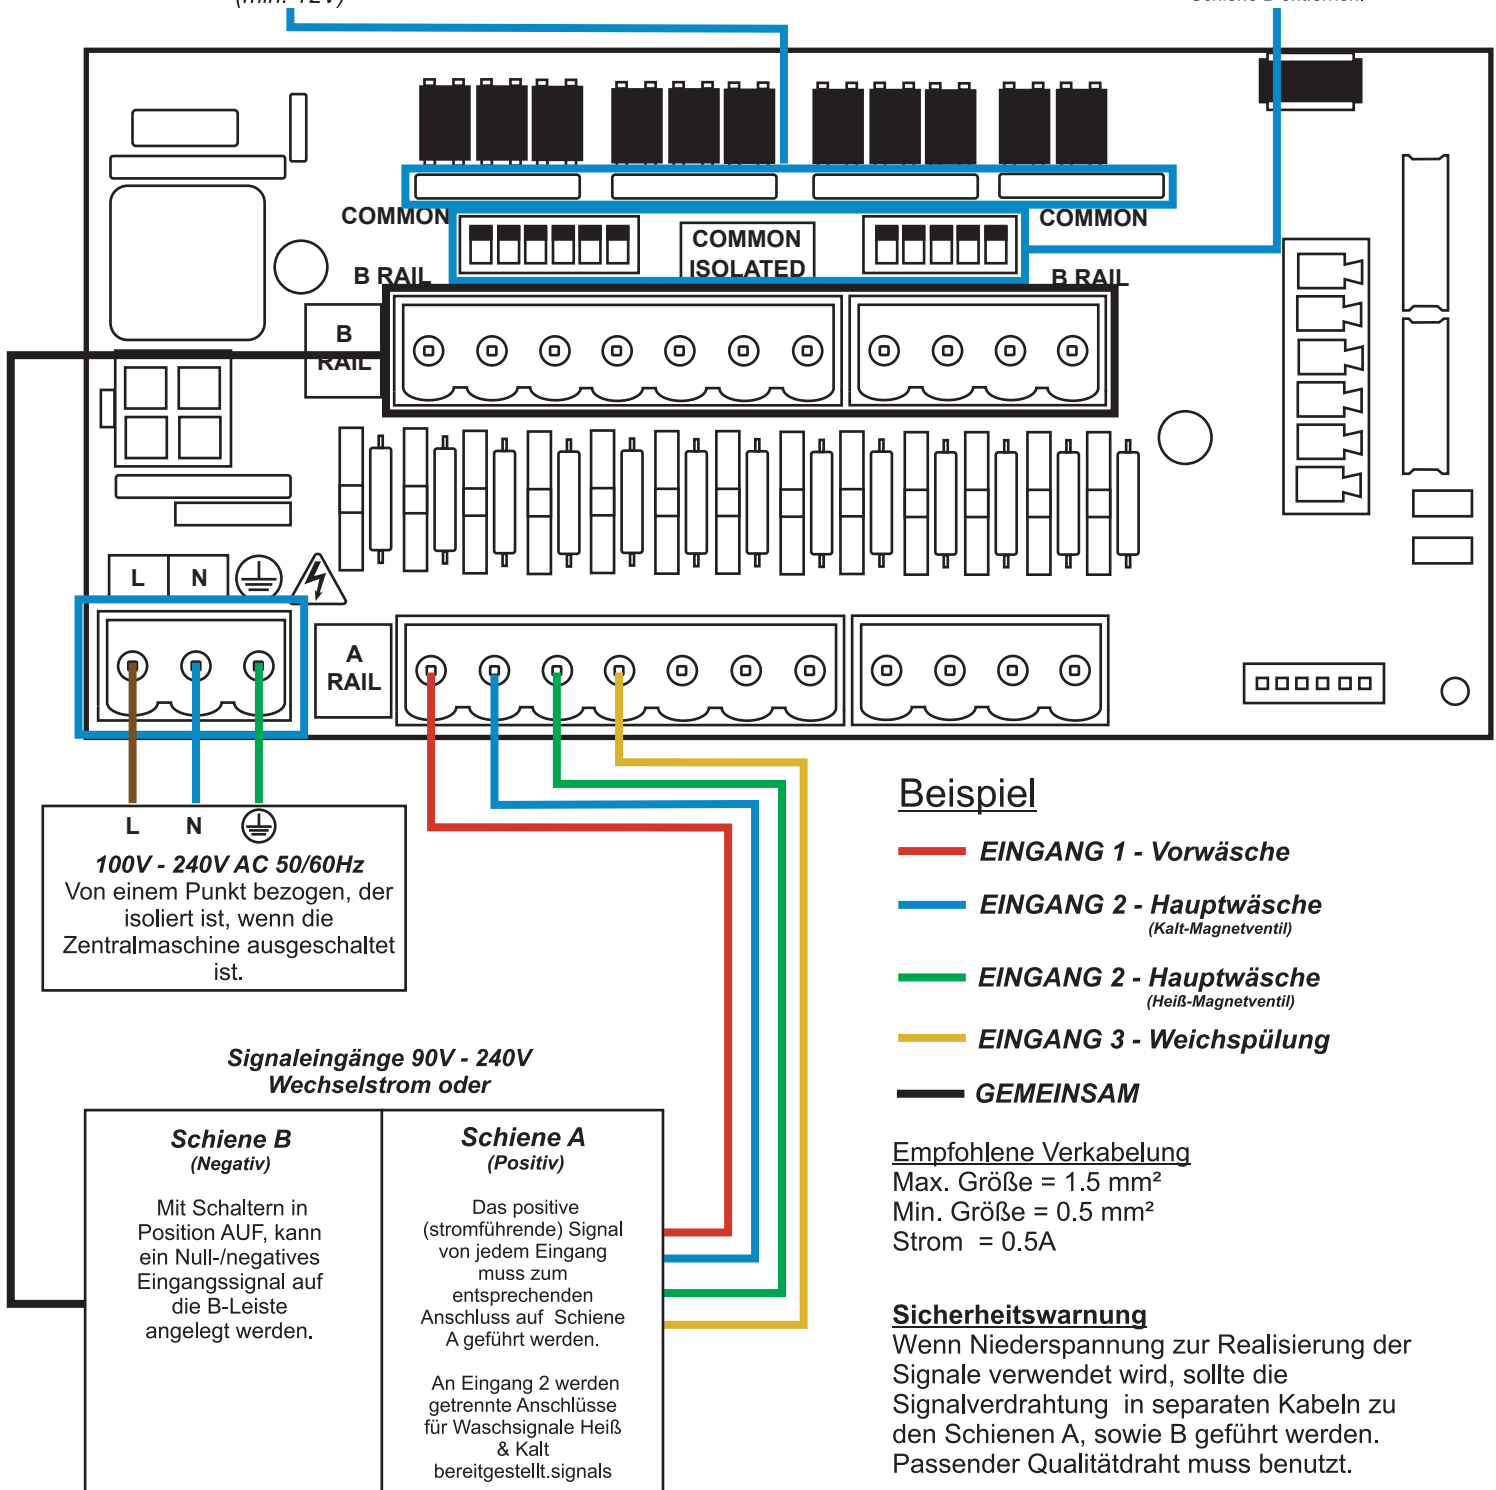 (min. 12V)
COMMON
COMMON
COMMON
ISOLATED
B RAIL
B RAIL
B
RAIL
L
N
A
RAIL
L
N
100V - 240V AC 50/60Hz
Von einem Punkt bezogen, der
isoliert ist, wenn die
Zentralmaschine ausgeschaltet
ist.
Beispiel
EINGANG 1 - Vorwäsche
EINGANG 2 - Hauptwäsche
(Kalt-Magnetventil)
EINGANG 2 - Hauptwäsche
(Heiß-Magnetventil)
EINGANG 3 - Weichspülung
GEMEINSAM
Signaleingänge 90V - 240V
Wechselstrom oder
Schiene B
(Negativ)
Mit Schaltern in
Position AUF, kann
ein Null-/negatives
Eingangssignal auf
die B-Leiste
angelegt werden.
Schiene A
(Positiv)
Das positive
(stromführende) Signal
von jedem Eingang
muss zum
entsprechenden
Anschluss auf Schiene
A geführt werden.
An Eingang 2 werden
getrennte Anschlüsse
für Waschsignale Heiß
& Kalt
bereitgestellt.signals
Empfohlene Verkabelung
Max. Größe = 1.5 mm²
Min. Größe = 0.5 mm²
Strom = 0.5A
Sicherheitswarnung
Wenn Niederspannung zur Realisierung der
Signale verwendet wird, sollte die
Signalverdrahtung in separaten Kabeln zu
den Schienen A, sowie B geführt werden.
Passender Qualitätdraht muss benutzt.